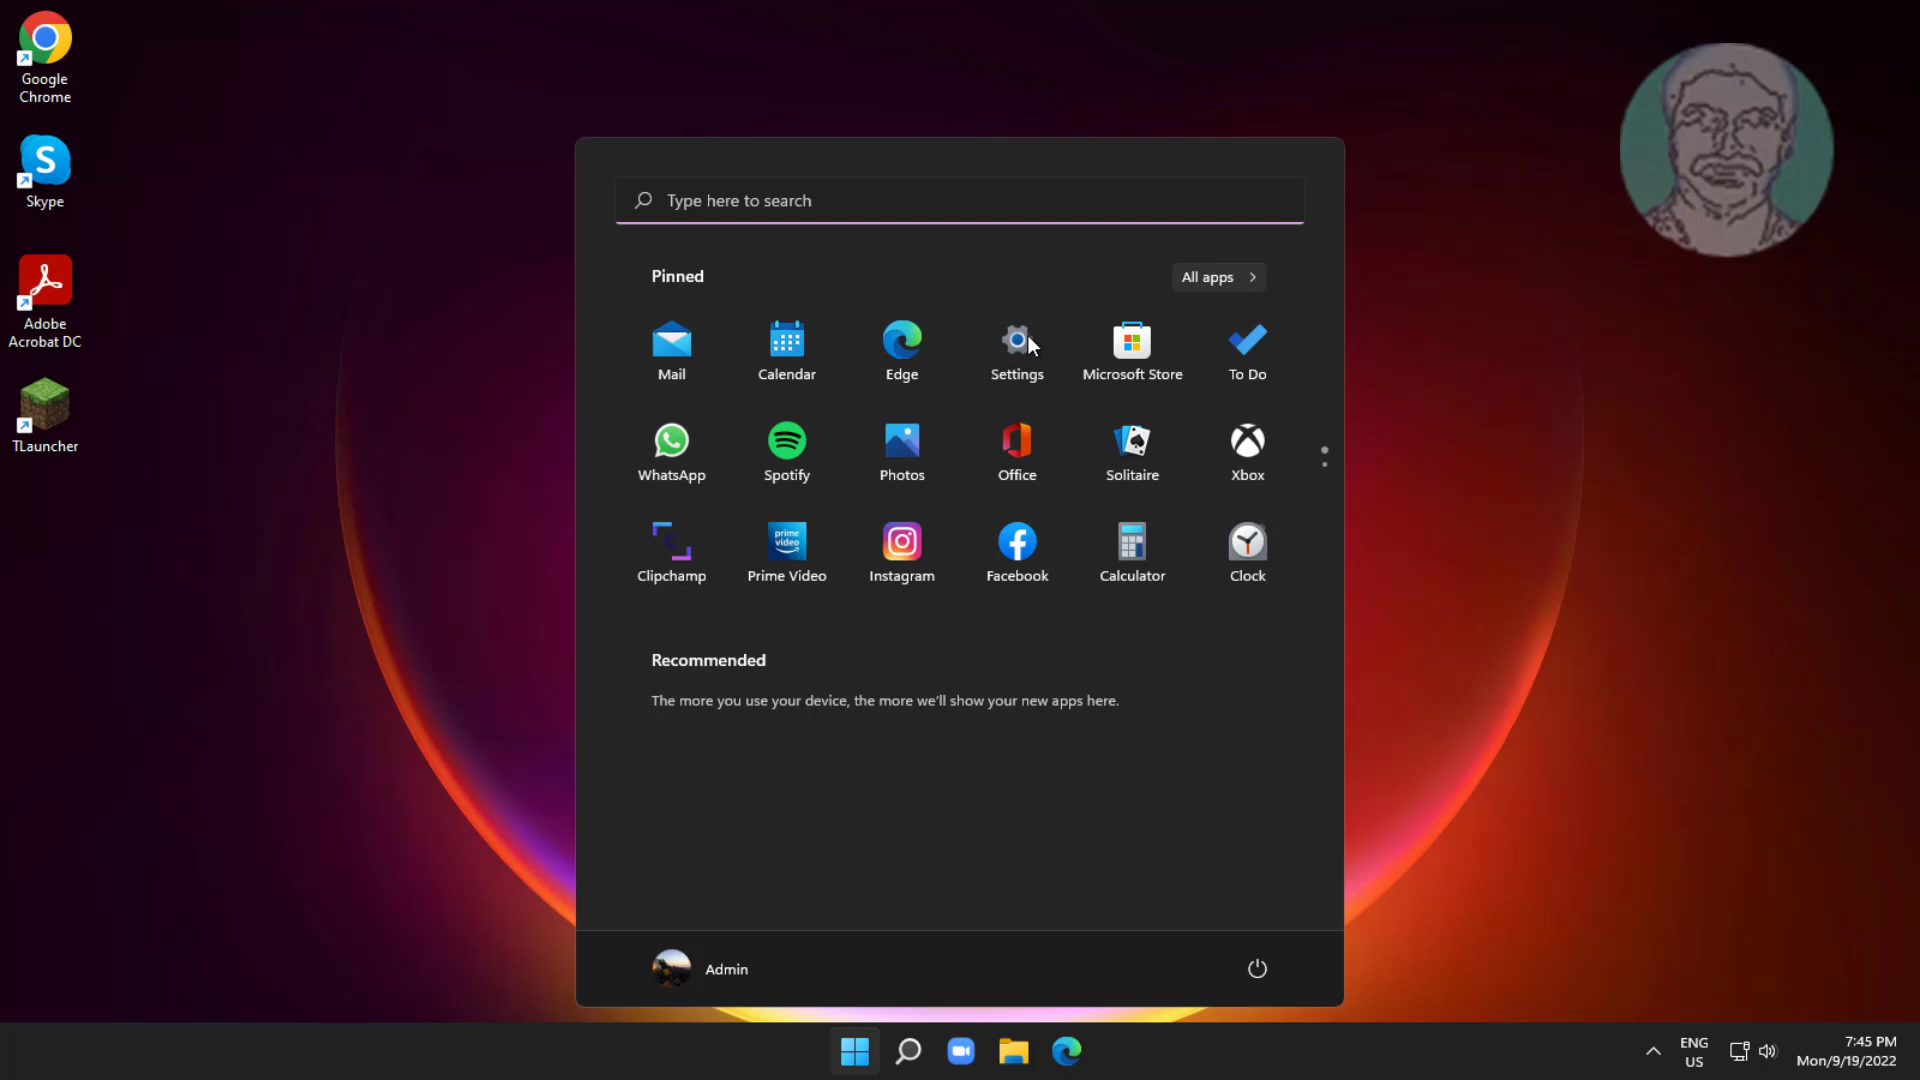 Google
Chrome
Skype
Adobe
Acrobat DC
TLauncher
Type here to search
Pinned
All apps
Mail
Calendar
Edge
Settings
Microsoft Store
To Do
WhatsApp
Spotify
Photos
Office
Solitaire
Xbox
prime
video
Clipchamp
Prime Video
Instagram
Facebook
Calculator
Clock
Recommended
The more you use your device, the more we'll show your new apps here.
Admin
ENG
US
7:45 PM
Mon/9/19/2022